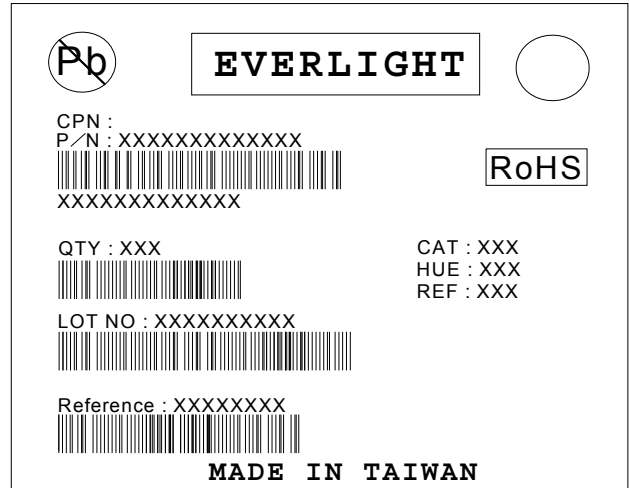 Pb
EVERLIGHT
CPN :
P/N : XXXXXXXXXXXXX
RoHS
XXXXXXXXXXXXX
QTY : XXX
CAT : XXX
HUE : XXX
REF : XXX
LOT NO : XXXXXXXXXX
Reference : XXXXXXXX
MADE IN TAIWAN